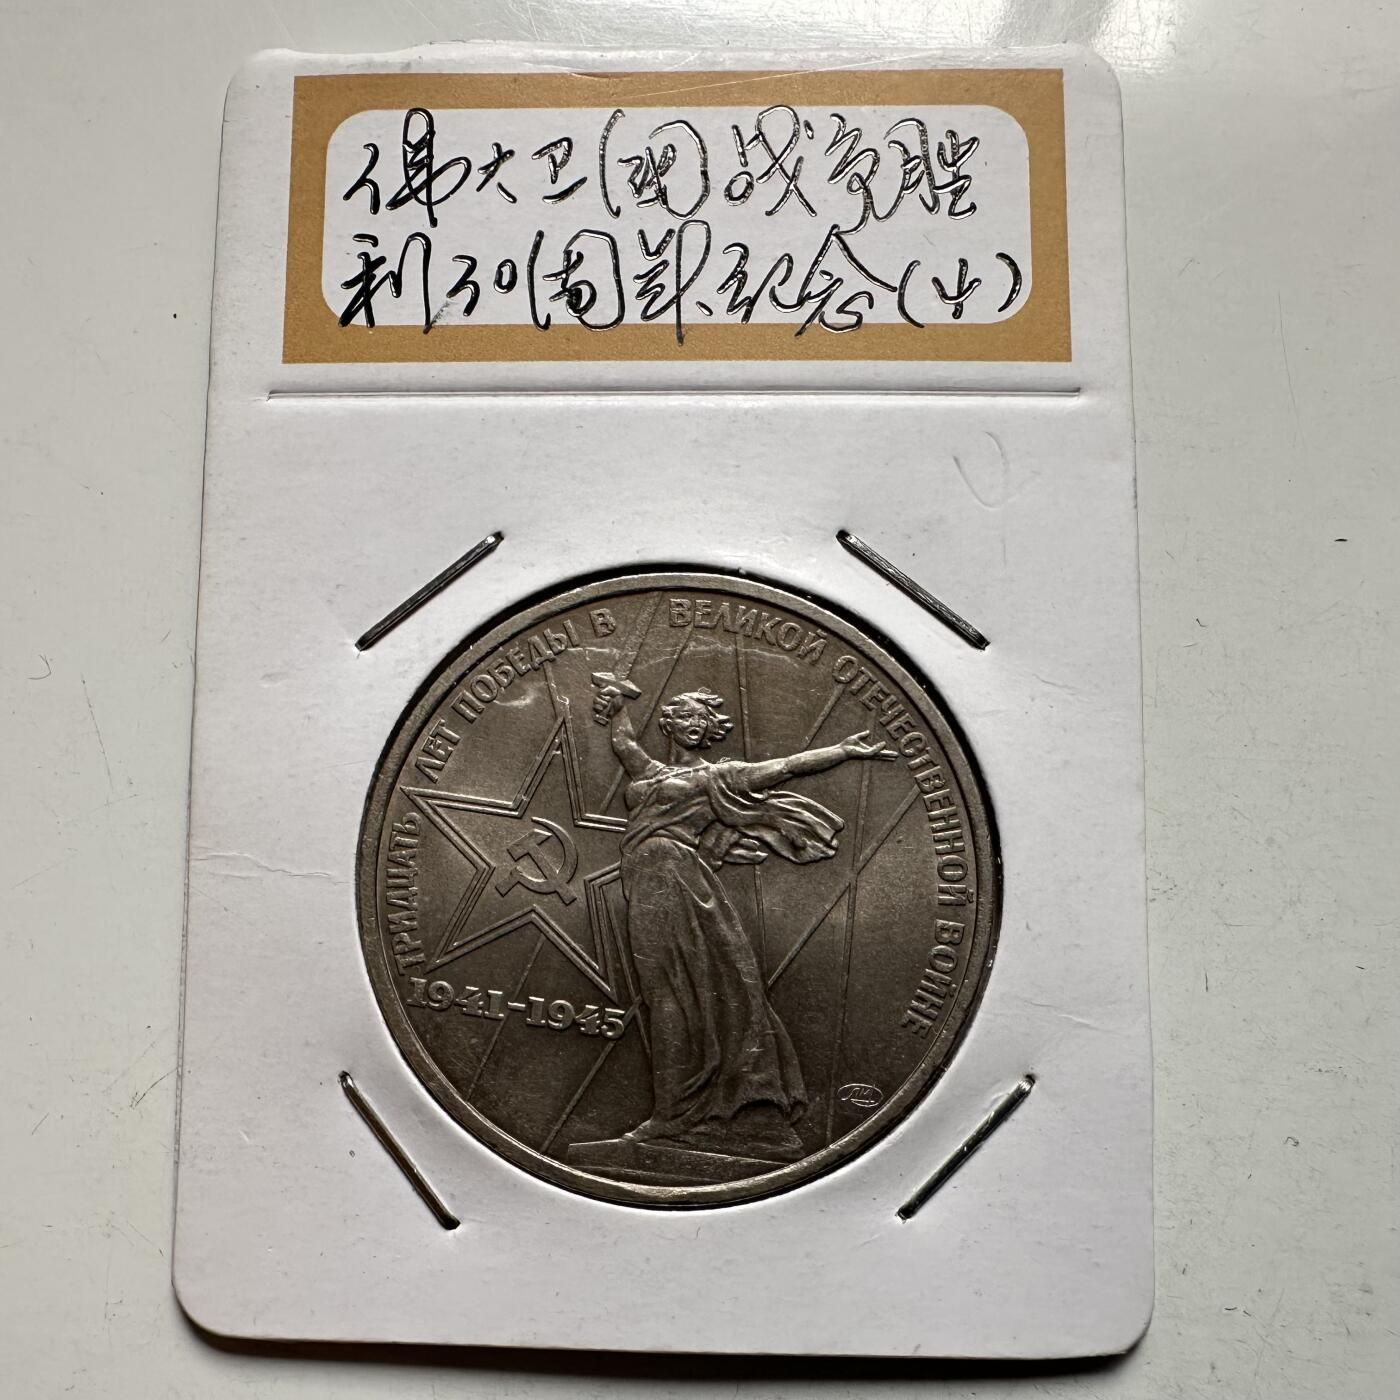 伟大卫国战争胜
利30周年纪念(4)
ТРИДЦАТЬ ЛЕТ ПОБЕДЫ В ВЕЛИКОЙ ОТЕЧЕСТВЕННОЙ ВОЙНЕ
1941-1945